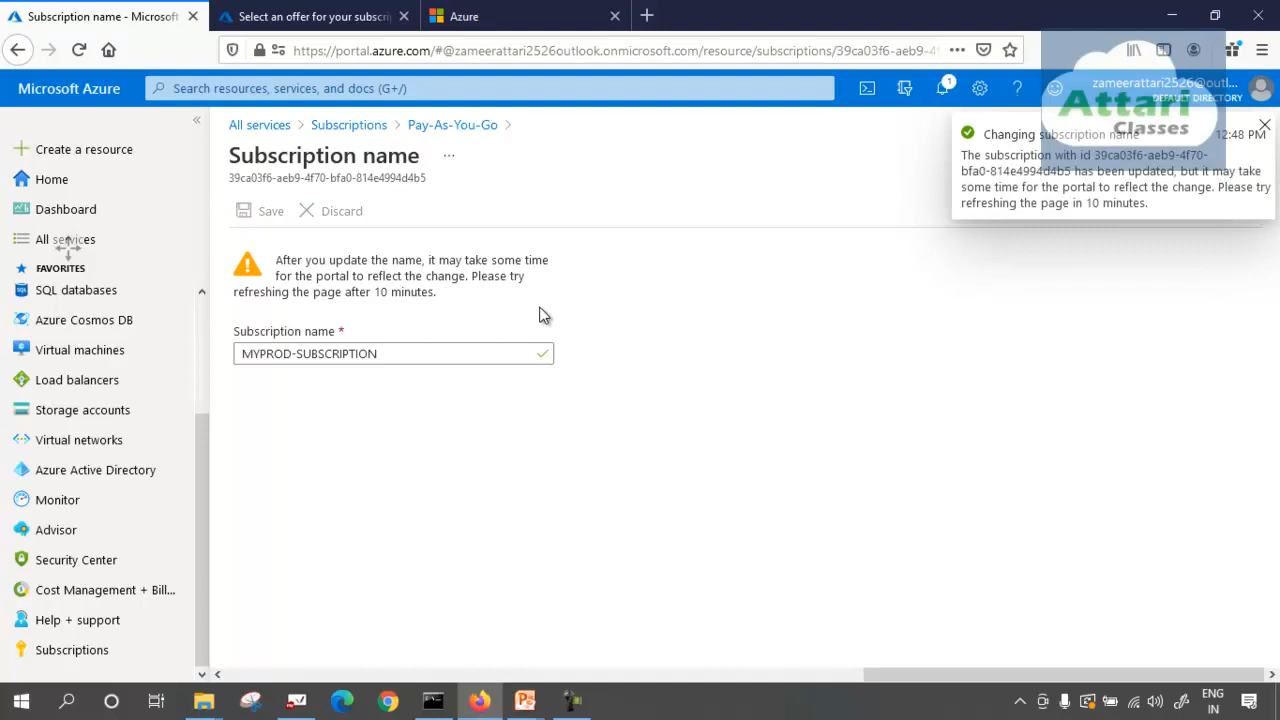 Subscription name - Microsoft
Select an offer for your subscri
Azure
https://portal.azure.com/#@zameerattari2526outlook.onmicrosoft.com/resource/subscriptions/39ca03f6-aeb9-4f
Microsoft Azure
Search resources, services, and docs (G+/)
1
zameerattari2526@outl...
DEFAULT DIRECTORY
Attari
Classes
«
Create a resource
Home
Dashboard
All services
FAVORITES
SQL databases
Azure Cosmos DB
Virtual machines
Load balancers
Storage accounts
Virtual networks
Azure Active Directory
Monitor
Advisor
Security Center
Cost Management + Bill...
Help + support
Subscriptions
All services > Subscriptions > Pay-As-You-Go >
Subscription name ...
39ca03f6-aeb9-4f70-bfa0-814e4994d4b5
Save Discard
After you update the name, it may take some time
for the portal to reflect the change. Please try
refreshing the page after 10 minutes.
Subscription name *
MYPROD-SUBSCRIPTION
Changing subscription name 12:48 PM
The subscription with id 39ca03f6-aeb9-4f70-
bfa0-814e4994d4b5 has been updated, but it may take
some time for the portal to reflect the change. Please try
refreshing the page in 10 minutes.
ENG
IN